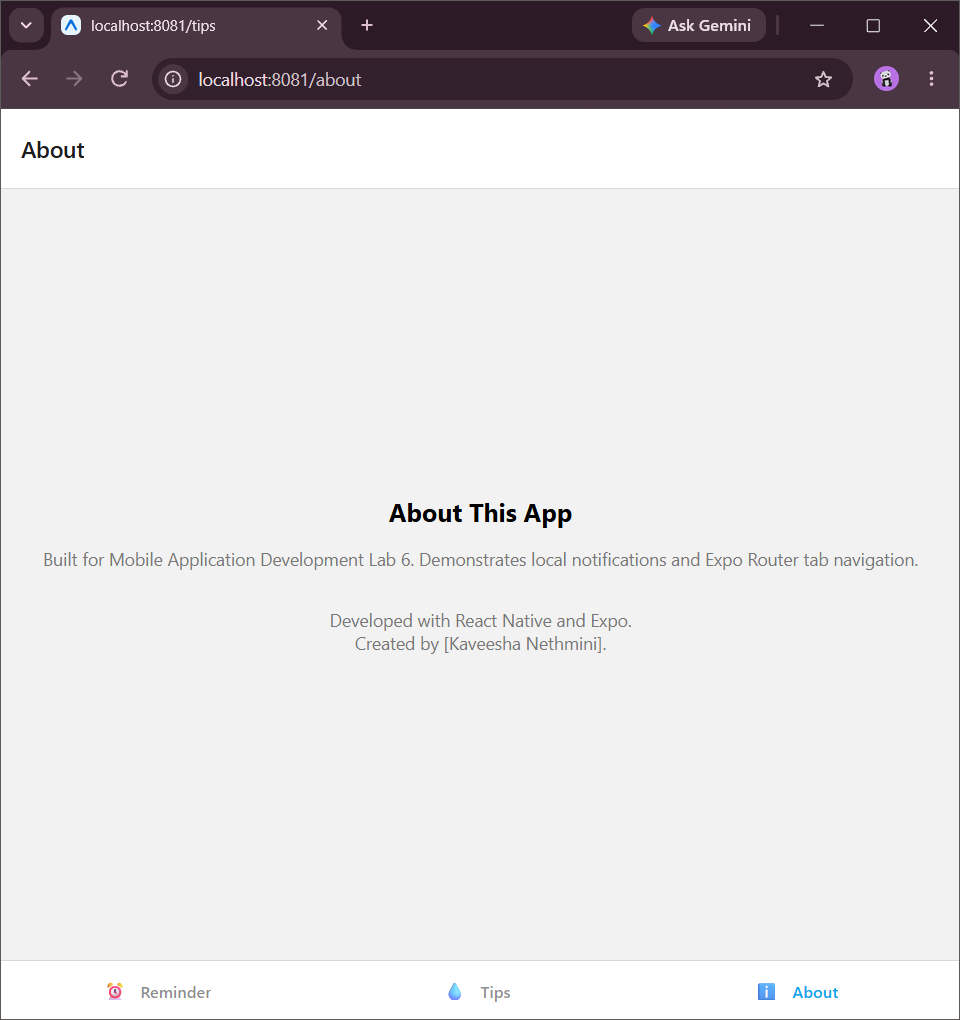 localhost:8081/tips
Ask Gemini
localhost:8081/about
About
About This App
Built for Mobile Application Development Lab 6. Demonstrates local notifications and Expo Router tab navigation.
Developed with React Native and Expo.
Created by [Kaveesha Nethmini].
Reminder
Tips
About